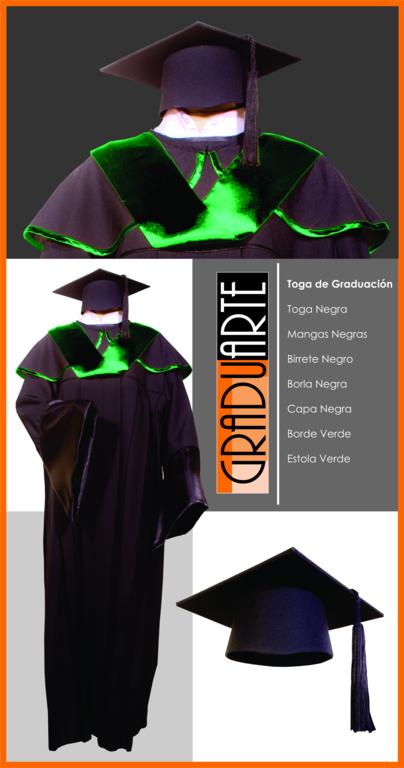 GRADUARTE
Toga de Graduación
Toga Negra
Mangas Negras
Birrete Negro
Borla Negra
Capa Negra
Borde Verde
Estola Verde